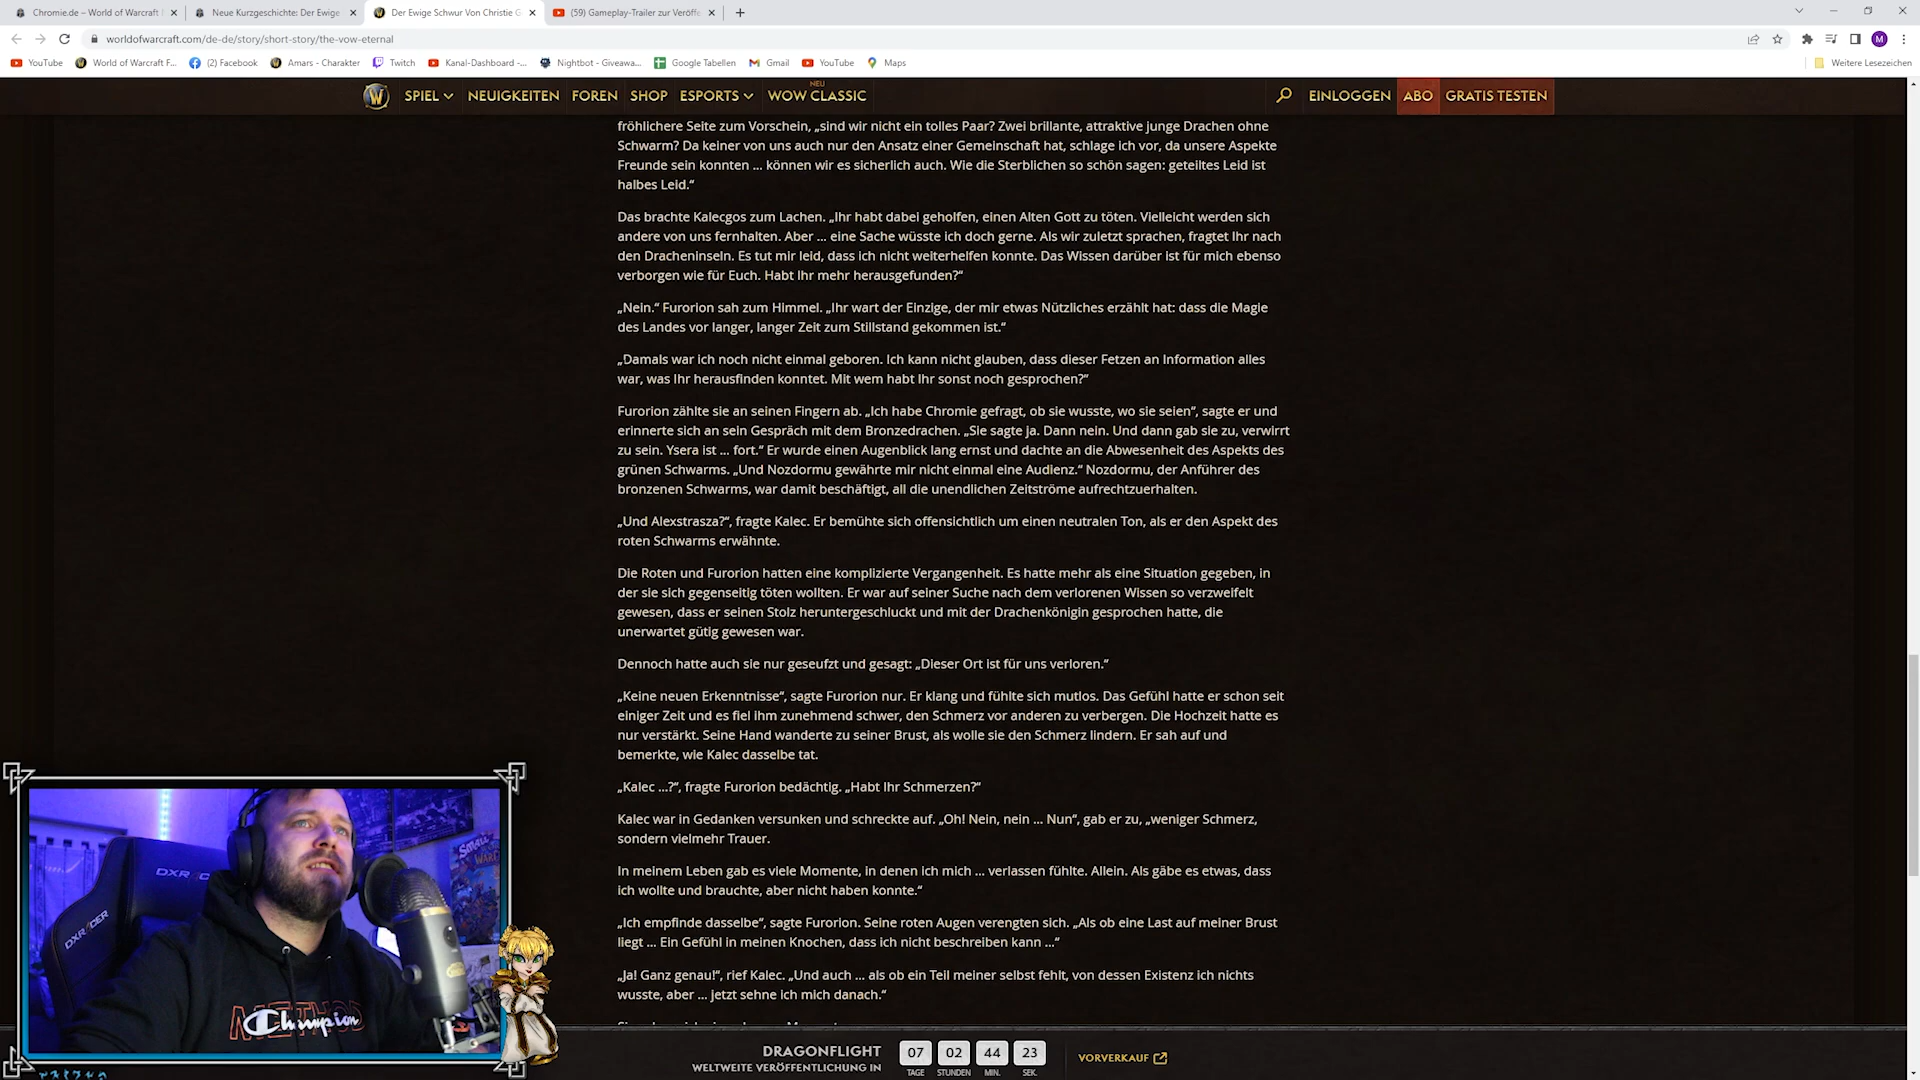 Chromie.de – World of Warcraft
Neue Kurzgeschichte: Der Ewige
Der Ewige Schwur Von Christie G
(59) Gameplay-Trailer zur Veröffe
worldofwarcraft.com/de-de/story/short-story/the-vow-eternal
M
YouTube
World of Warcraft F...
(2) Facebook
Amars - Charakter
Twitch
Kanal-Dashboard -...
Nightbot - Giveawa...
Google Tabellen
Gmail
YouTube
Maps
Weitere Lesezeichen
W
SPIEL
NEUIGKEITEN
FOREN
SHOP
ESPORTS
NEU
WOW CLASSIC
EINLOGGEN
ABO
GRATIS TESTEN
fröhlichere Seite zum Vorschein, „sind wir nicht ein tolles Paar? Zwei brillante, attraktive junge Drachen ohne
Schwarm? Da keiner von uns auch nur den Ansatz einer Gemeinschaft hat, schlage ich vor, da unsere Aspekte
Freunde sein konnten ... können wir es sicherlich auch. Wie die Sterblichen so schön sagen: geteiltes Leid ist
halbes Leid.“
Das brachte Kalecgos zum Lachen. „Ihr habt dabei geholfen, einen Alten Gott zu töten. Vielleicht werden sich
andere von uns fernhalten. Aber ... eine Sache wüsste ich doch gerne. Als wir zuletzt sprachen, fragtet Ihr nach
den Dracheninseln. Es tut mir leid, dass ich nicht weiterhelfen konnte. Das Wissen darüber ist für mich ebenso
verborgen wie für Euch. Habt Ihr mehr herausgefunden?“
„Nein.“ Furorion sah zum Himmel. „Ihr wart der Einzige, der mir etwas Nützliches erzählt hat: dass die Magie
des Landes vor langer, langer Zeit zum Stillstand gekommen ist.“
„Damals war ich noch nicht einmal geboren. Ich kann nicht glauben, dass dieser Fetzen an Information alles
war, was Ihr herausfinden konntet. Mit wem habt Ihr sonst noch gesprochen?“
Furorion zählte sie an seinen Fingern ab. „Ich habe Chromie gefragt, ob sie wusste, wo sie seien“, sagte er und
erinnerte sich an sein Gespräch mit dem Bronzedrachen. „Sie sagte ja. Dann nein. Und dann gab sie zu, verwirrt
zu sein. Ysera ist ... fort.“ Er wurde einen Augenblick lang ernst und dachte an die Abwesenheit des Aspekts des
grünen Schwarms. „Und Nozdormu gewährte mir nicht einmal eine Audienz.“ Nozdormu, der Anführer des
bronzenen Schwarms, war damit beschäftigt, all die unendlichen Zeitströme aufrechtzuerhalten.
„Und Alexstrasza?“, fragte Kalec. Er bemühte sich offensichtlich um einen neutralen Ton, als er den Aspekt des
roten Schwarms erwähnte.
Die Roten und Furorion hatten eine komplizierte Vergangenheit. Es hatte mehr als eine Situation gegeben, in
der sie sich gegenseitig töten wollten. Er war auf seiner Suche nach dem verlorenen Wissen so verzweifelt
gewesen, dass er seinen Stolz heruntergeschluckt und mit der Drachenkönigin gesprochen hatte, die
unerwartet gütig gewesen war.
Dennoch hatte auch sie nur geseufzt und gesagt: „Dieser Ort ist für uns verloren.“
„Keine neuen Erkenntnisse“, sagte Furorion nur. Er klang und fühlte sich mutlos. Das Gefühl hatte er schon seit
einiger Zeit und es fiel ihm zunehmend schwer, den Schmerz vor anderen zu verbergen. Die Hochzeit hatte es
nur verstärkt. Seine Hand wanderte zu seiner Brust, als wolle sie den Schmerz lindern. Er sah auf und
bemerkte, wie Kalec dasselbe tat.
„Kalec ...?“, fragte Furorion bedächtig. „Habt Ihr Schmerzen?“
Kalec war in Gedanken versunken und schreckte auf. „Oh! Nein, nein ... Nun“, gab er zu, „weniger Schmerz,
sondern vielmehr Trauer.
In meinem Leben gab es viele Momente, in denen ich mich ... verlassen fühlte. Allein. Als gäbe es etwas, dass
ich wollte und brauchte, aber nicht haben konnte.“
„Ich empfinde dasselbe“, sagte Furorion. Seine roten Augen verengten sich. „Als ob eine Last auf meiner Brust
liegt ... Ein Gefühl in meinen Knochen, dass ich nicht beschreiben kann ...“
„Ja! Ganz genau!“, rief Kalec. „Und auch ... als ob ein Teil meiner selbst fehlt, von dessen Existenz ich nichts
wusste, aber ... jetzt sehne ich mich danach.“
DXRACER
SMALL
METHOD
Champion
DRAGONFLIGHT
WELTWEITE VERÖFFENTLICHUNG IN
07
02
44
23
TAGE
STUNDEN
MIN.
SEK.
VORVERKAUF